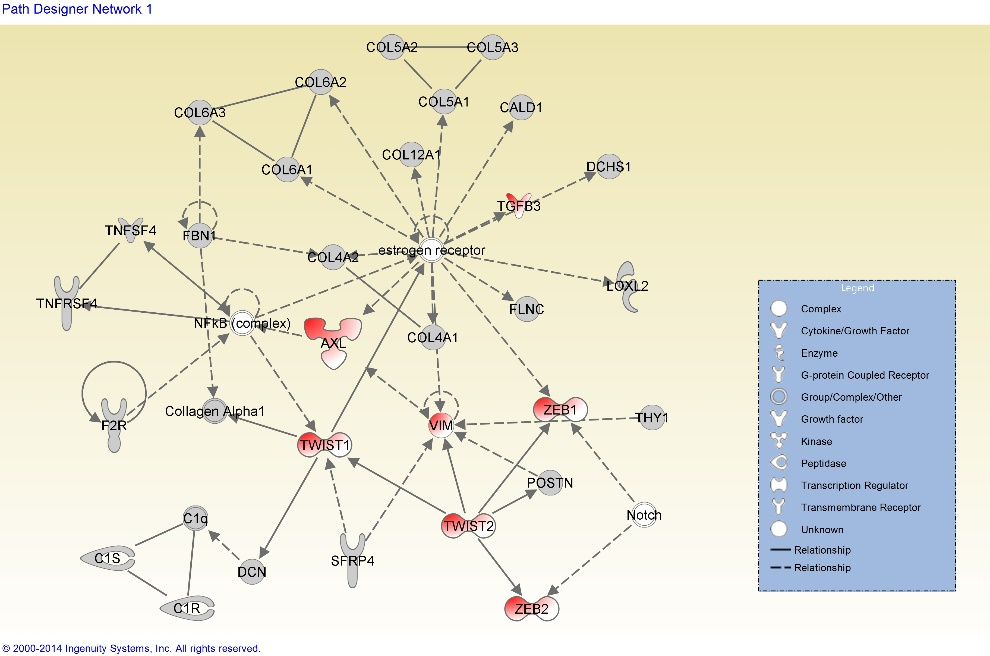 Path Designer Network 1
COL5A2
COL5A3
COL6A2
COL5A1
CALD1
COL6A3
COL12A1
COL6A1
DCHS1
TGFB3
TNFSF4
FBN1
estrogen receptor
COL4A2
LOXL2
TNFRSF4
FLNC
NFkB (complex)
AXL
COL4A1
Collagen Alpha1
ZEB1
THY1
F2R
VIM
TWIST1
POSTN
C1q
TWIST2
Notch
C1S
SFRP4
DCN
C1R
ZEB2
Legend
Complex
Cytokine/Growth Factor
Enzyme
G-protein Coupled Receptor
Group/Complex/Other
Growth factor
Kinase
Peptidase
Transcription Regulator
Transmembrane Receptor
Unknown
Relationship
Relationship
© 2000-2014 Ingenuity Systems, Inc. All rights reserved.